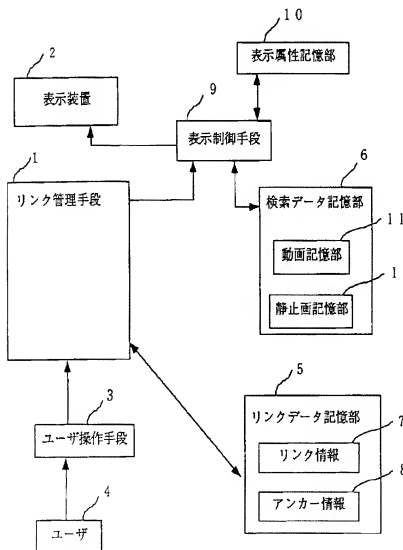 10
表示属性記憶部
2
表示装置
9
表示制御手段
1
リンク管理手段
6
検索データ記憶部
11
動画記憶部
1
静止画記憶部
5
リンクデータ記憶部
7
リンク情報
8
アンカー情報
3
ユーザ操作手段
4
ユーザ